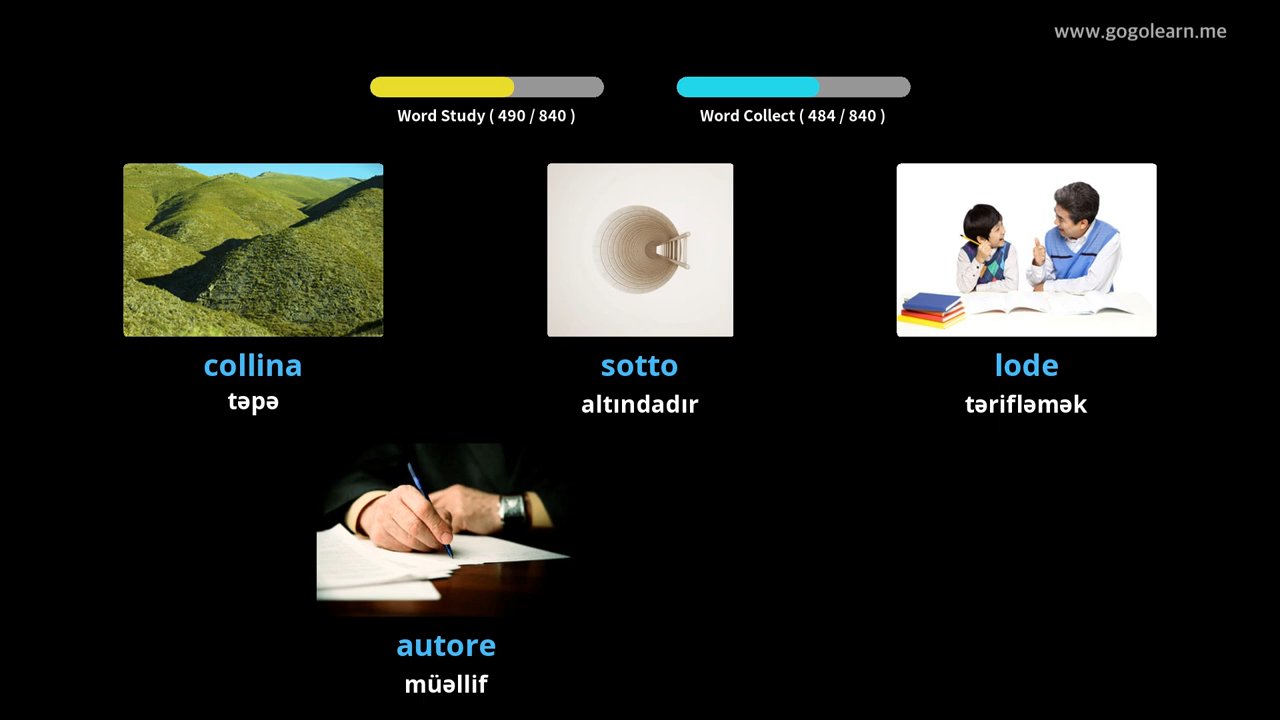 www.gogolearn.me
Word Study ( 490 / 840 )
Word Collect ( 484 / 840 )
collina
təpə
sotto
altındadır
lode
tərifləmək
autore
müəllif